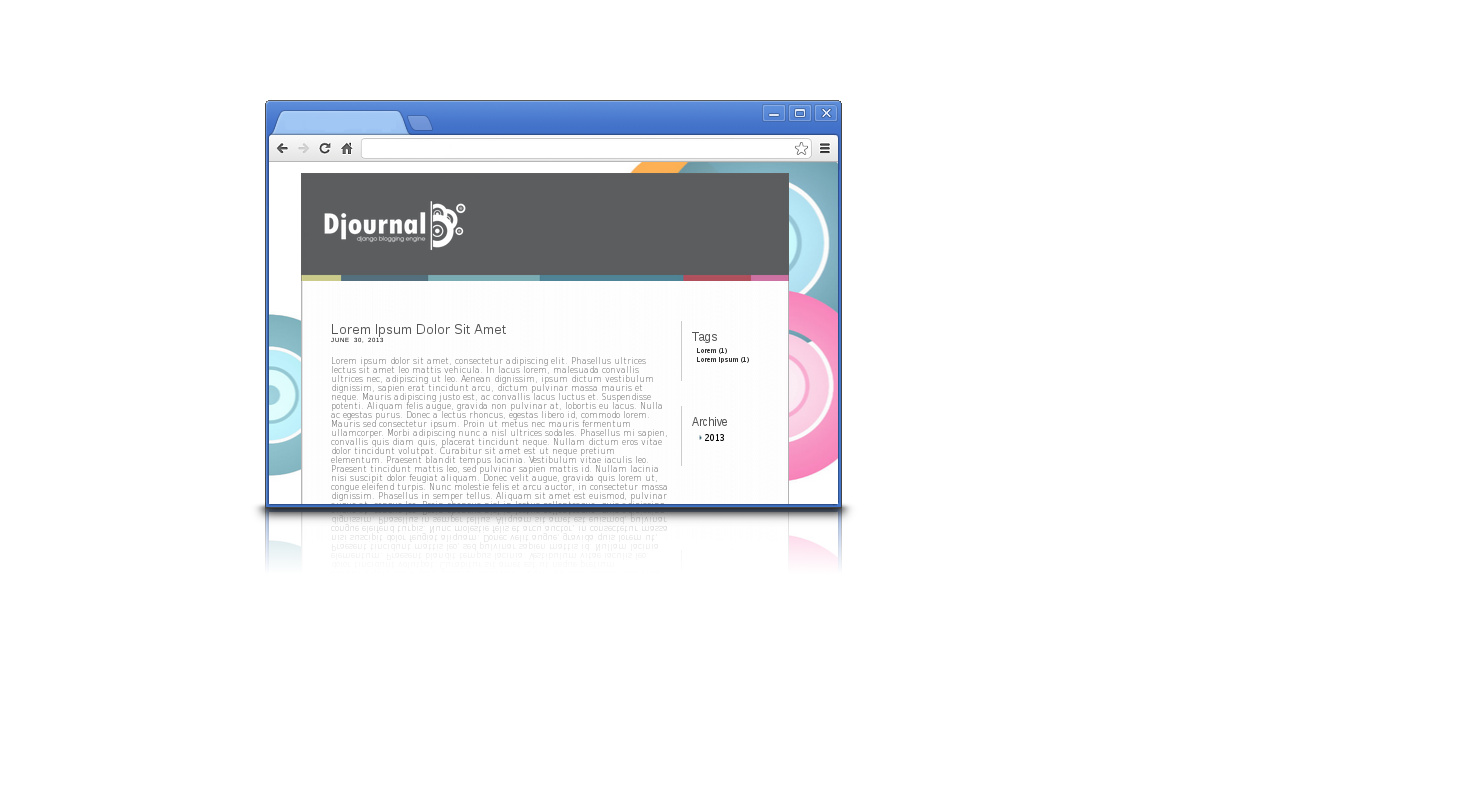 Djournal
django blogging engine
Lorem Ipsum Dolor Sit Amet
JUNE 30, 2013
Lorem ipsum dolor sit amet, consectetur adipiscing elit. Phasellus ultrices
lectus sit amet leo mattis vehicula. In lacus lorem, malesuada convallis
ultrices nec, adipiscing ut leo. Aenean dignissim, ipsum dictum vestibulum
dignissim, sapien erat tincidunt arcu, dictum pulvinar massa mauris et
neque. Mauris adipiscing justo est, ac convallis lacus luctus et. Suspendisse
potenti. Aliquam felis augue, gravida non pulvinar at, lobortis eu lacus. Nulla
ac egestas purus. Donec a lectus rhoncus, egestas libero id, commodo lorem.
Mauris sed consectetur ipsum. Proin ut metus nec mauris fermentum
ullamcorper. Morbi adipiscing nunc a nisl ultrices sodales. Phasellus mi sapien,
convallis quis diam quis, placerat tincidunt neque. Nullam dictum eros vitae
dolor tincidunt volutpat. Curabitur sit amet est ut neque pretium
elementum. Praesent blandit tempus lacinia. Vestibulum vitae iaculis leo.
Praesent tincidunt mattis leo, sed pulvinar sapien mattis id. Nullam lacinia
nisi suscipit dolor feugiat aliquam. Donec velit augue, gravida quis lorem ut,
congue eleifend turpis. Nunc molestie felis et arcu auctor, in consectetur massa
dignissim. Phasellus in semper tellus. Aliquam sit amet est euismod, pulvinar
Tags
Lorem (1)
Lorem Ipsum (1)
Archive
2013